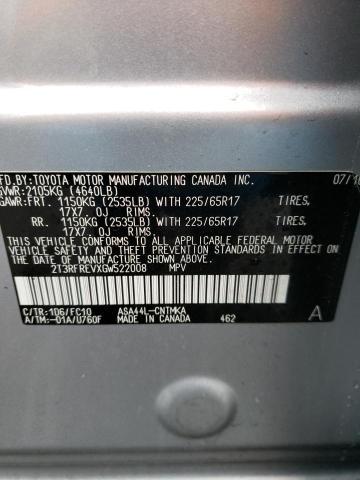 MFD.BY:TOYOTA MOTOR MANUFACTURING CANADA INC. 07/16
GVWR:2105KG (4640LB)
GAWR:FRT. 1150KG (2535LB) WITH 225/65R17 TIRES,
17X7.0J RIMS.
RR. 1150KG (2535LB) WITH 225/65R17 TIRES,
17X7.0J RIMS.
THIS VEHICLE CONFORMS TO ALL APPLICABLE FEDERAL MOTOR
VEHICLE SAFETY, BUMPER, AND THEFT PREVENTION STANDARDS IN
EFFECT ON THE DATE OF MANUFACTURE SHOWN ABOVE.
2T3RFREVXGW522008 MPV
C/TR:1D6/FC10 ASA44L-CNTMKA
A/TM:-01A/U760F MADE IN CANADA 462 A